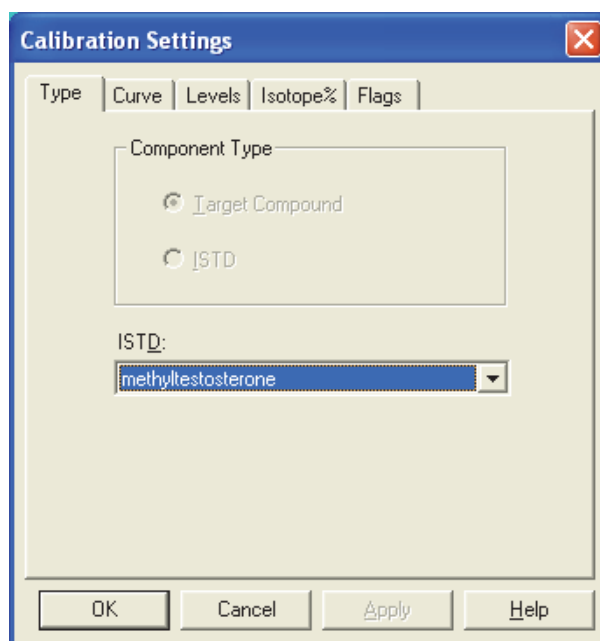 Calibration Settings
Type Curve Levels Isotope% Flags
Component Type
Target Compound
ISTD
ISTD:
methyltestosterone
OK Cancel Apply Help